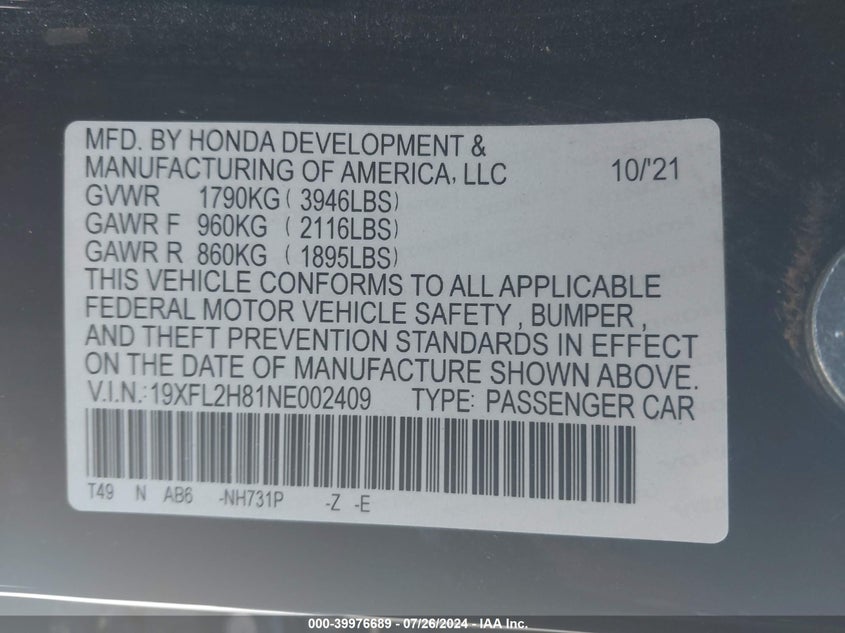 MFD. BY HONDA DEVELOPMENT &
MANUFACTURING OF AMERICA, LLC 10/'21
GVWR 1790KG ( 3946LBS)
GAWR F 960KG ( 2116LBS)
GAWR R 860KG ( 1895LBS)
THIS VEHICLE CONFORMS TO ALL APPLICABLE
FEDERAL MOTOR VEHICLE SAFETY , BUMPER ,
AND THEFT PREVENTION STANDARDS IN EFFECT
ON THE DATE OF MANUFACTURE SHOWN ABOVE.
V.I.N.: 19XFL2H81NE002409 TYPE: PASSENGER CAR
T49 N AB6 -NH731P -Z -E
000-39976689 - 07/26/2024 - IAA Inc.